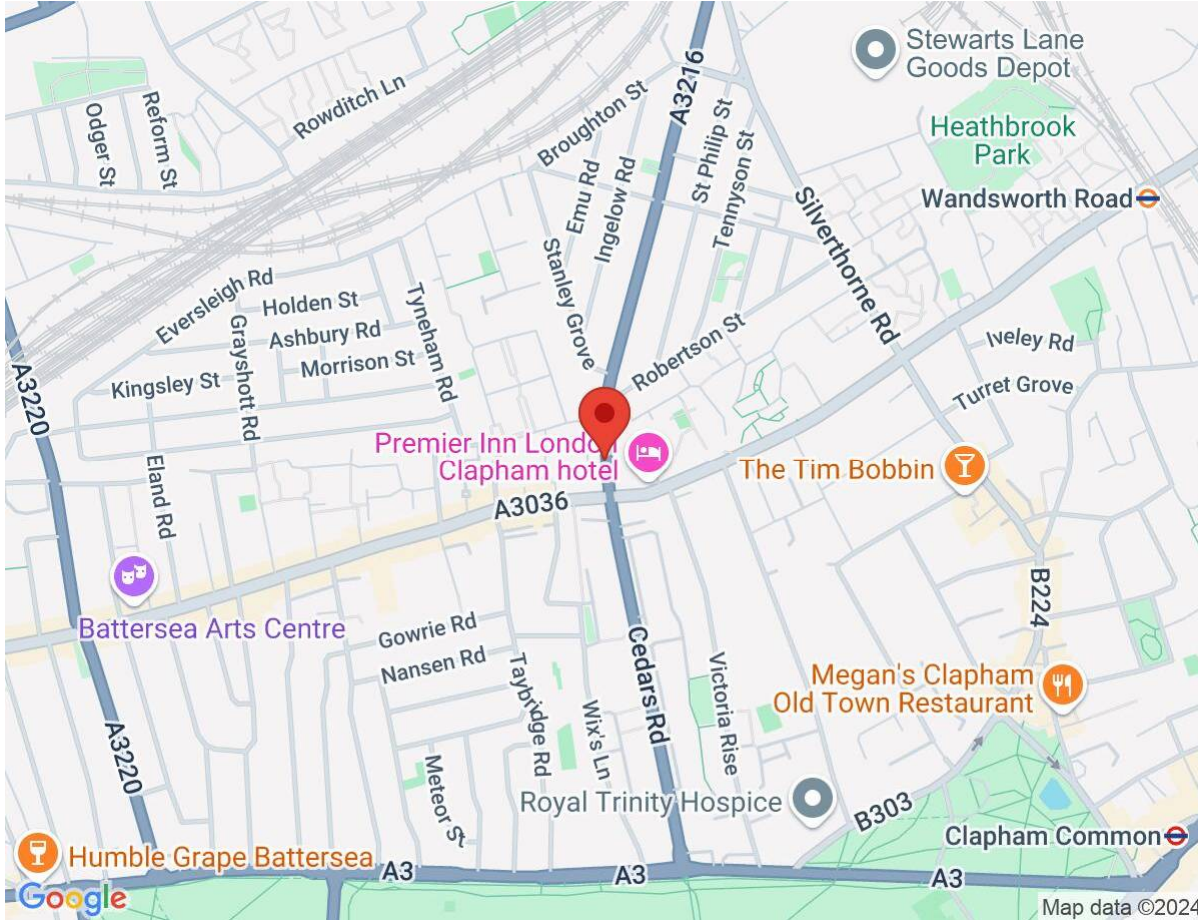 Stewarts Lane
Goods Depot
A3216
Rowditch Ln
Reform St
Odger St
Broughton St
St Philip St
Heathbrook
Park
Emu Rd
Ingelow Rd
Tennyson St
Wandsworth Road
Silverthorne Rd
Stanley Grove
Eversleigh Rd
Holden St
Tyneham Rd
Ashbury Rd
Grayshott Rd
Morrison St
Robertson St
Iveley Rd
Kingsley St
Turret Grove
A3220
Premier Inn London
Clapham hotel
The Tim Bobbin
Eland Rd
A3036
B224
Battersea Arts Centre
Gowrie Rd
Nansen Rd
Taybridge Rd
Cedars Rd
Victoria Rise
Megan's Clapham
Old Town Restaurant
Wix's Ln
A3220
Meteor St
Royal Trinity Hospice
B303
Clapham Common
Humble Grape Battersea
A3
A3
A3
Google
Map data ©2024